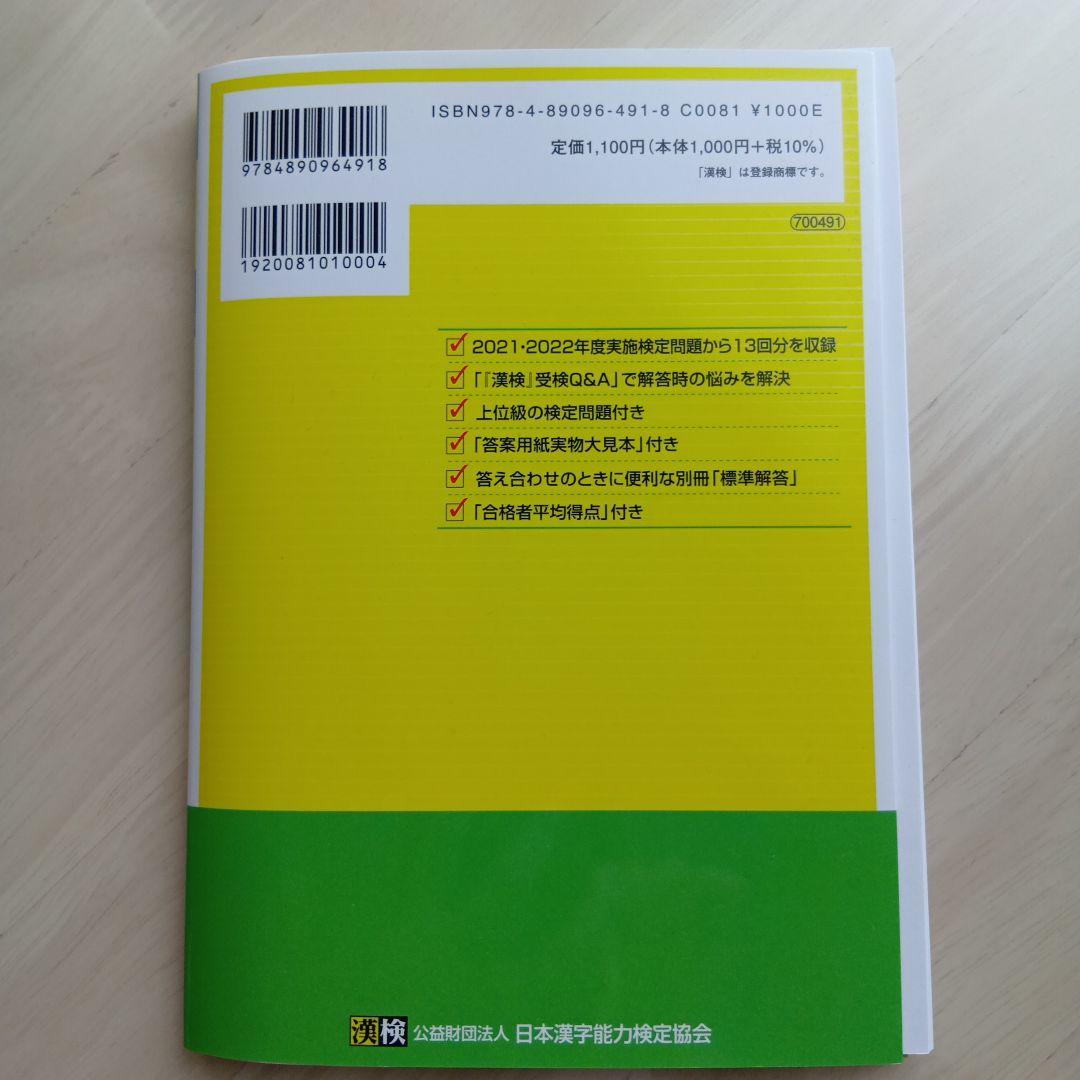 ISBN978-4-89096-491-8 C0081 ¥1000E
9784890964918
定価1,100円(本体1,000円+税10%)
「漢検」は登録商標です。
1920081010004
700491
2021・2022年度実施検定問題から13回分を収録
「『漢検』受検Q&A」で解答時の悩みを解決
上位級の検定問題付き
「答案用紙実物大見本」付き
答え合わせのときに便利な別冊「標準解答」
「合格者平均得点」付き
漢検 公益財団法人 日本漢字能力検定協会